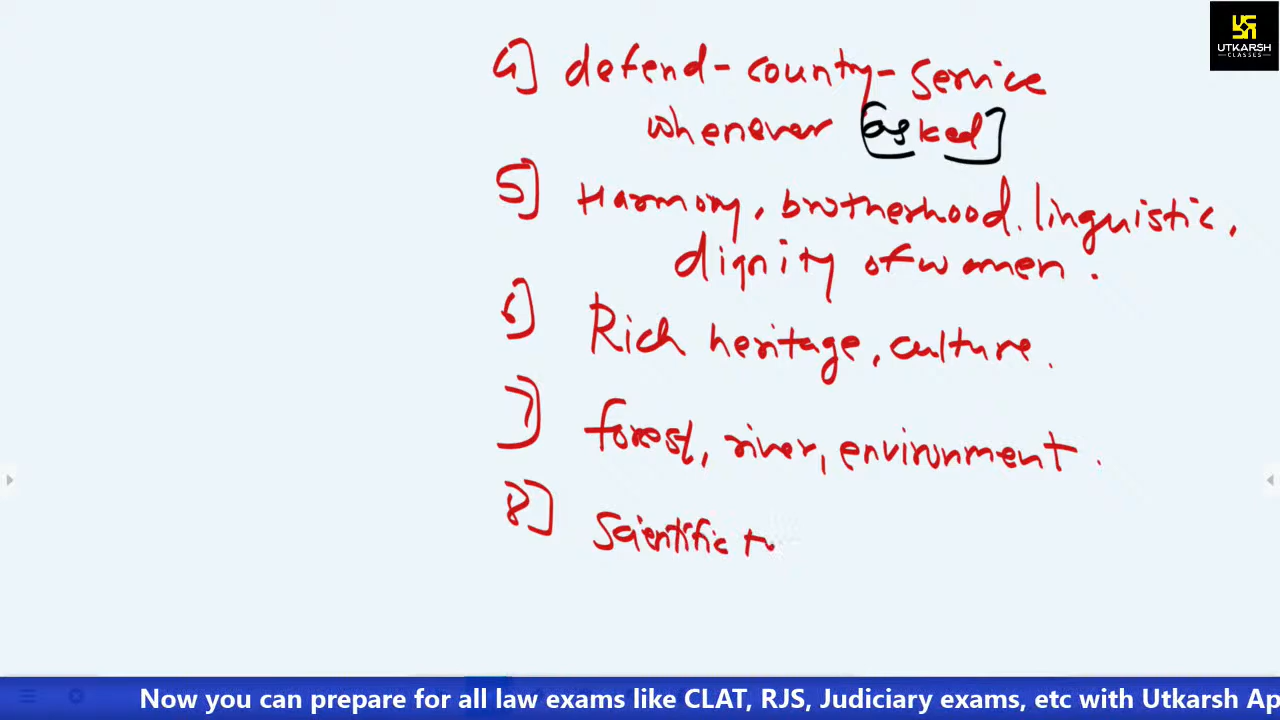 UTKARSH
CLASSES
4] defend-country-service
whenever [asked]
5] Harmony, brotherhood. linguistic,
dignity of women.
6] Rich heritage, culture.
7] forest, river, environment.
8] Scientific
Now you can prepare for all law exams like CLAT, RJS, Judiciary exams, etc with Utkarsh Ap